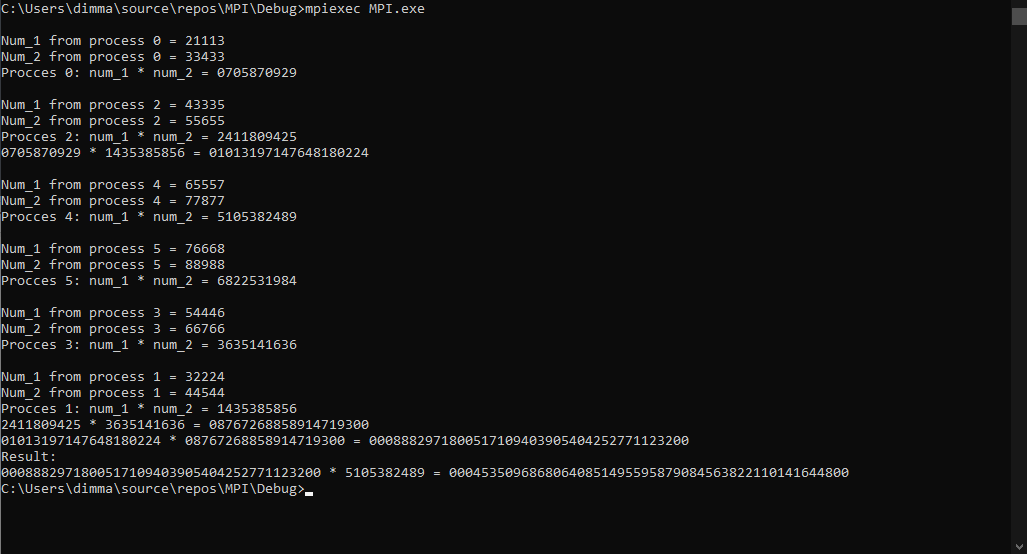 C:\Users\dimma\source\repos\MPI\Debug>mpiexec MPI.exe
Num_1 from process 0 = 21113
Num_2 from process 0 = 33433
Procces 0: num_1 * num_2 = 0705870929
Num_1 from process 2 = 43335
Num_2 from process 2 = 55655
Procces 2: num_1 * num_2 = 2411809425
0705870929 * 1435385856 = 01013197147648180224
Num_1 from process 4 = 65557
Num_2 from process 4 = 77877
Procces 4: num_1 * num_2 = 5105382489
Num_1 from process 5 = 76668
Num_2 from process 5 = 88988
Procces 5: num_1 * num_2 = 6822531984
Num_1 from process 3 = 54446
Num_2 from process 3 = 66766
Procces 3: num_1 * num_2 = 3635141636
Num_1 from process 1 = 32224
Num_2 from process 1 = 44544
Procces 1: num_1 * num_2 = 1435385856
2411809425 * 3635141636 = 08767268858914719300
01013197147648180224 * 08767268858914719300 = 0008882971800517109403905404252771123200
Result:
0008882971800517109403905404252771123200 * 5105382489 = 00045350968680640851495595879084563822110141644800
C:\Users\dimma\source\repos\MPI\Debug>